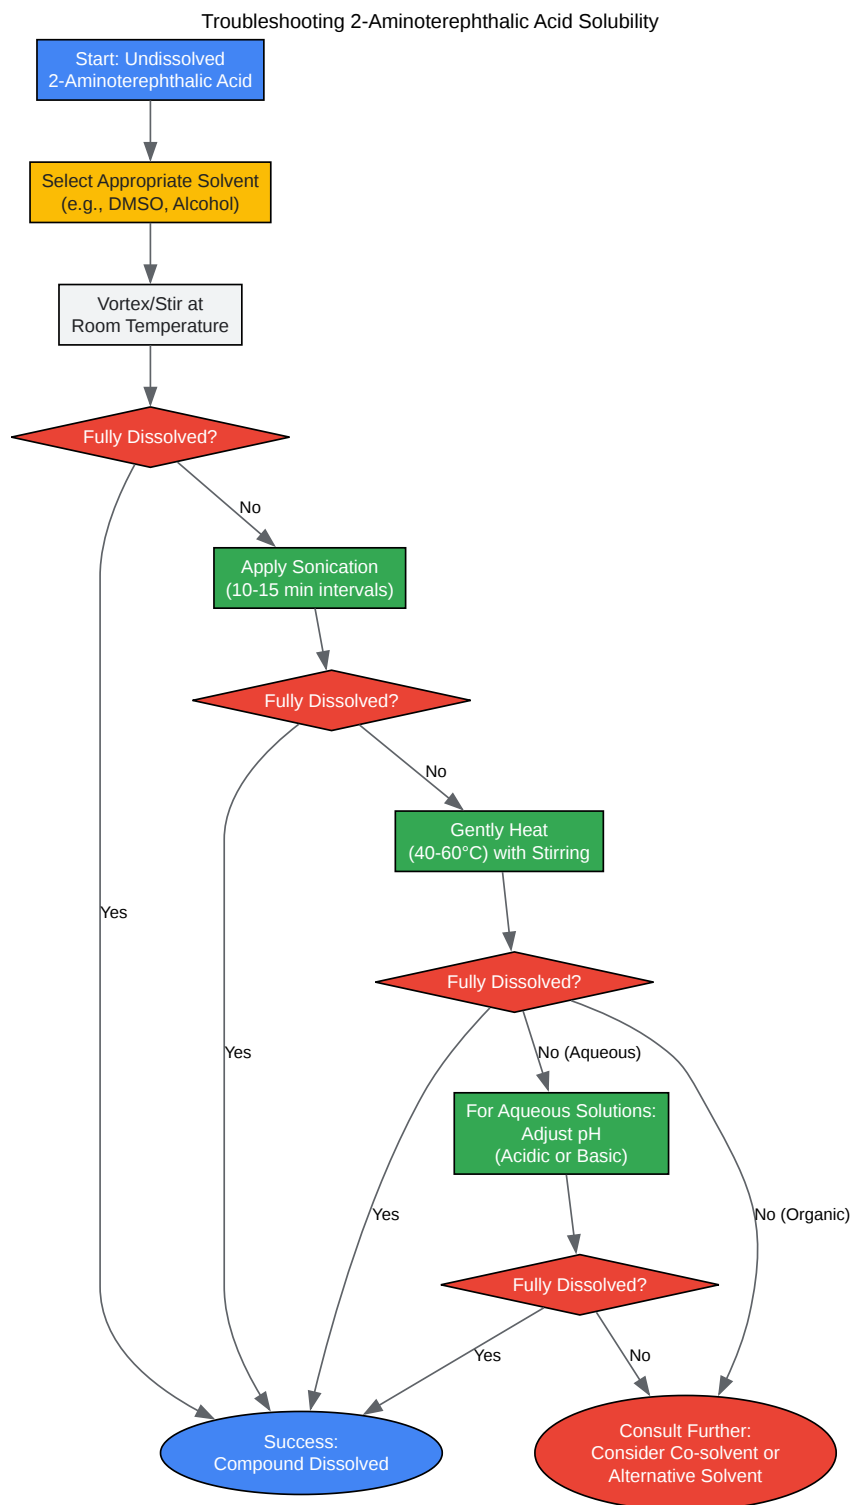 Troubleshooting 2-Aminoterephthalic Acid Solubility
Start: Undissolved
2-Aminoterephthalic Acid
Select Appropriate Solvent
(e.g., DMSO, Alcohol)
Vortex/Stir at
Room Temperature
Fully Dissolved?
No
Apply Sonication
(10-15 min intervals)
Fully Dissolved?
No
Gently Heat
(40-60°C) with Stirring
Yes
Fully Dissolved?
Yes
No (Aqueous)
For Aqueous Solutions:
Adjust pH
(Acidic or Basic)
Yes
No (Organic)
Fully Dissolved?
Yes
No
Success:
Compound Dissolved
Consult Further:
Consider Co-solvent or
Alternative Solvent